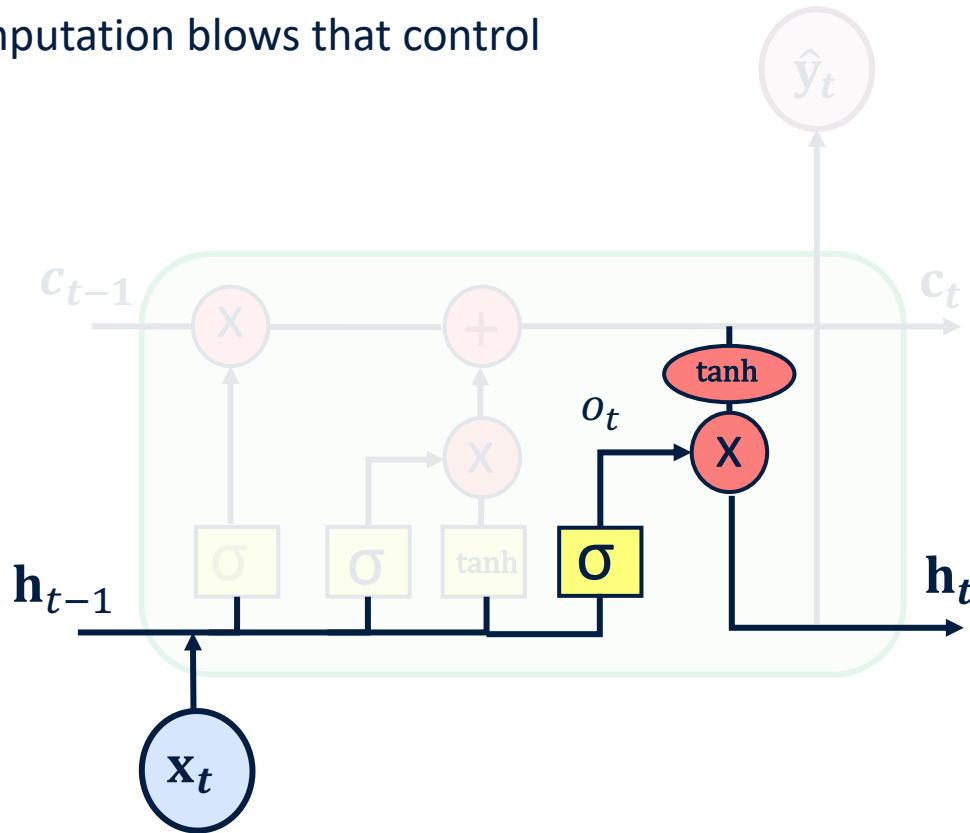 nputation blows that control
ŷₜ
cₜ₋₁
cₜ
X
+
tanh
oₜ
X
X
σ
σ
tanh
σ
hₜ₋₁
hₜ
xₜ